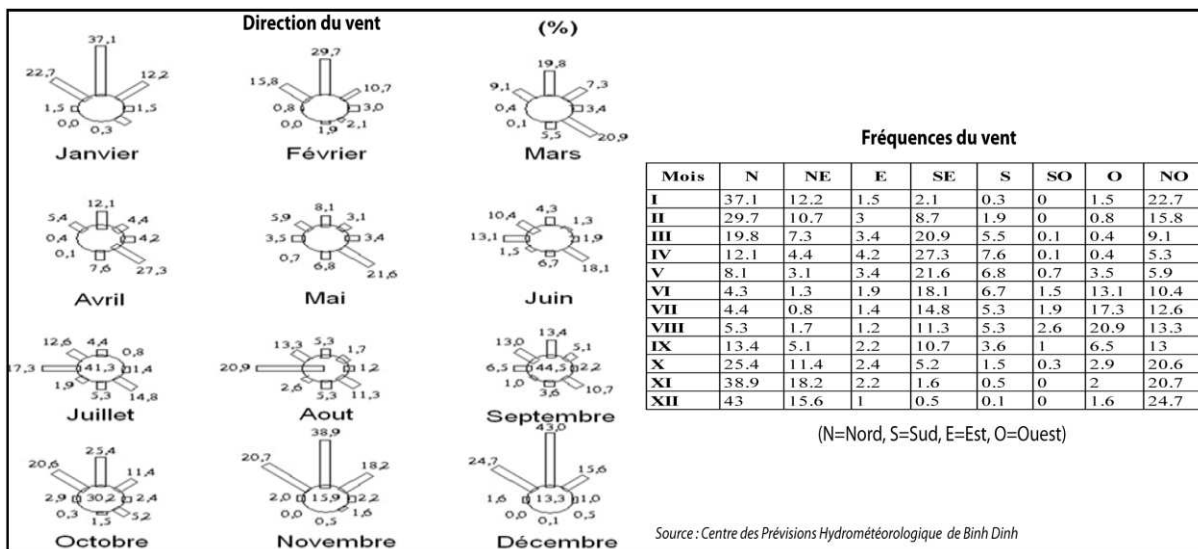 Direction du vent (%)
37,1
22,7 12,2
1,5 1,5
0,0 0,3
Janvier
29,7
15,8 10,7
0,8 3,0
0,0 1,9 2,1
Février
19,8
9,1 7,3
0,4 3,4
0,1 5,5 20,9
Mars
12,1
5,4 4,4
0,4 4,2
0,1 7,6 27,3
Avril
8,1
5,9 3,1
3,5 3,4
0,7 6,8 21,6
Mai
4,3
10,4 1,3
13,1 1,9
1,5 6,7 18,1
Juin
4,4
12,6 0,8
17,3 41,3 1,4
1,9 5,3 14,8
Juillet
5,3
13,3 1,7
20,9 1,2
2,6 5,3 11,3
Aout
13,4
13,0 5,1
6,5 44,5 2,2
1,0 3,6 10,7
Septembre
25,4
20,6 11,4
2,9 30,2 2,4
0,3 1,5 5,2
Octobre
38,9
20,7 18,2
2,0 15,9 2,2
0,0 0,5 1,6
Novembre
43,0
24,7 15,6
1,6 13,3 1,0
0,0 0,1 0,5
Décembre
Fréquences du vent
Mois N NE E SE S SO O NO
I 37.1 12.2 1.5 2.1 0.3 0 1.5 22.7
II 29.7 10.7 3 8.7 1.9 0 0.8 15.8
III 19.8 7.3 3.4 20.9 5.5 0.1 0.4 9.1
IV 12.1 4.4 4.2 27.3 7.6 0.1 0.4 5.3
V 8.1 3.1 3.4 21.6 6.8 0.7 3.5 5.9
VI 4.3 1.3 1.9 18.1 6.7 1.5 13.1 10.4
VII 4.4 0.8 1.4 14.8 5.3 1.9 17.3 12.6
VIII 5.3 1.7 1.2 11.3 5.3 2.6 20.9 13.3
IX 13.4 5.1 2.2 10.7 3.6 1 6.5 13
X 25.4 11.4 2.4 5.2 1.5 0.3 2.9 20.6
XI 38.9 18.2 2.2 1.6 0.5 0 2 20.7
XII 43 15.6 1 0.5 0.1 0 1.6 24.7
(N=Nord, S=Sud, E=Est, O=Ouest)
Source : Centre des Prévisions Hydrométéorologique de Binh Dinh